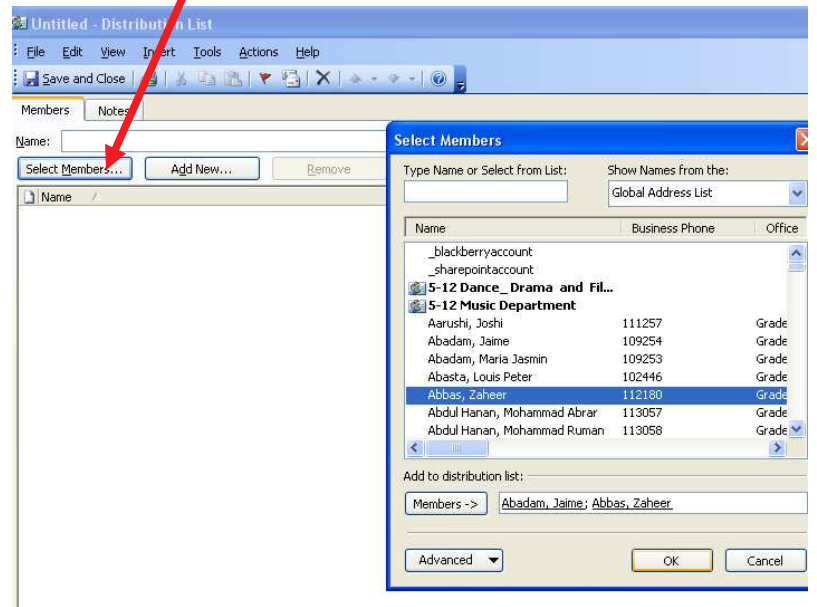 Untitled - Distribution List
File Edit View Insert Tools Actions Help
Save and Close
Members Notes
Name:
Select Members... Add New... Remove
Name
Select Members
Type Name or Select from List: Show Names from the:
Global Address List
Name Business Phone Office
_blackberryaccount
_sharepointaccount
5-12 Dance_ Drama and Fil...
5-12 Music Department
Aarushi, Joshi 111257 Grade
Abadam, Jaime 109254 Grade
Abadam, Maria Jasmin 109253 Grade
Abasta, Louis Peter 102446 Grade
Abbas, Zaheer 112180 Grade
Abdul Hanan, Mohammad Abrar 113057 Grade
Abdul Hanan, Mohammad Ruman 113058 Grade
Add to distribution list:
Members -> Abadam, Jaime; Abbas, Zaheer
Advanced OK Cancel